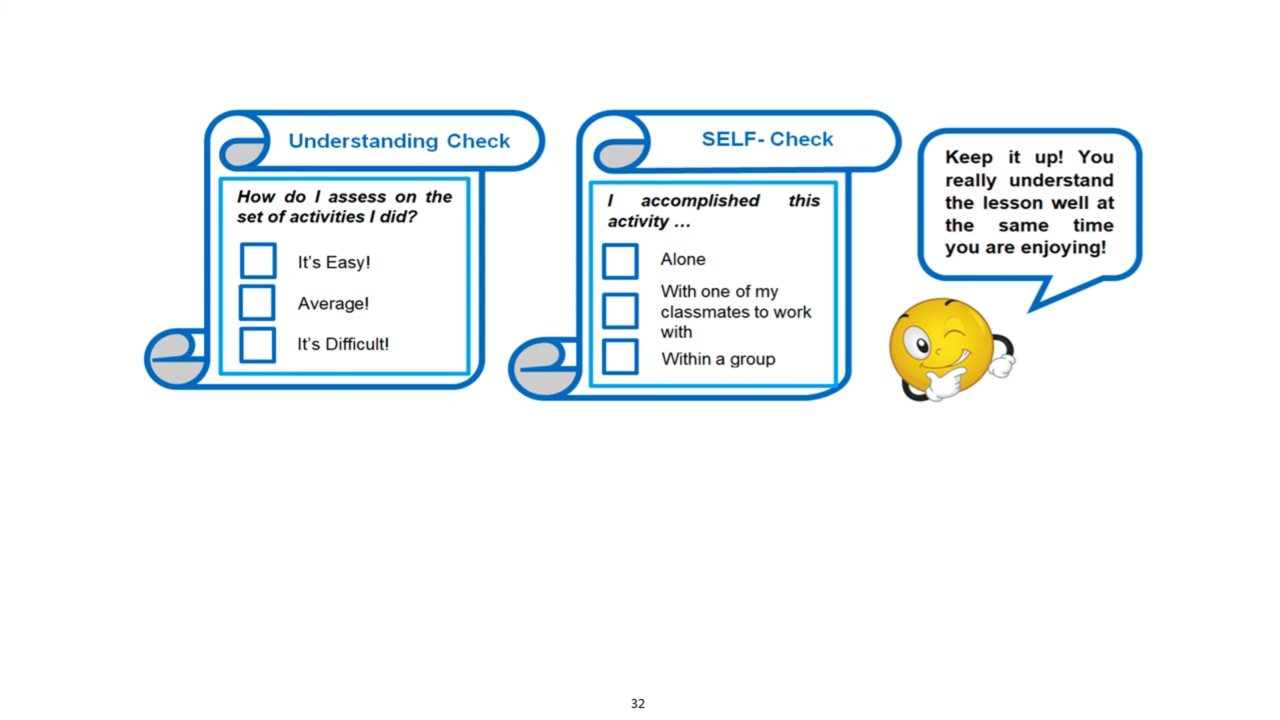 Understanding Check
How do I assess on the
set of activities I did?
It's Easy!
Average!
It's Difficult!
SELF- Check
I accomplished this
activity …
Alone
With one of my
classmates to work
with
Within a group
Keep it up! You
really understand
the lesson well at
the same time
you are enjoying!
32